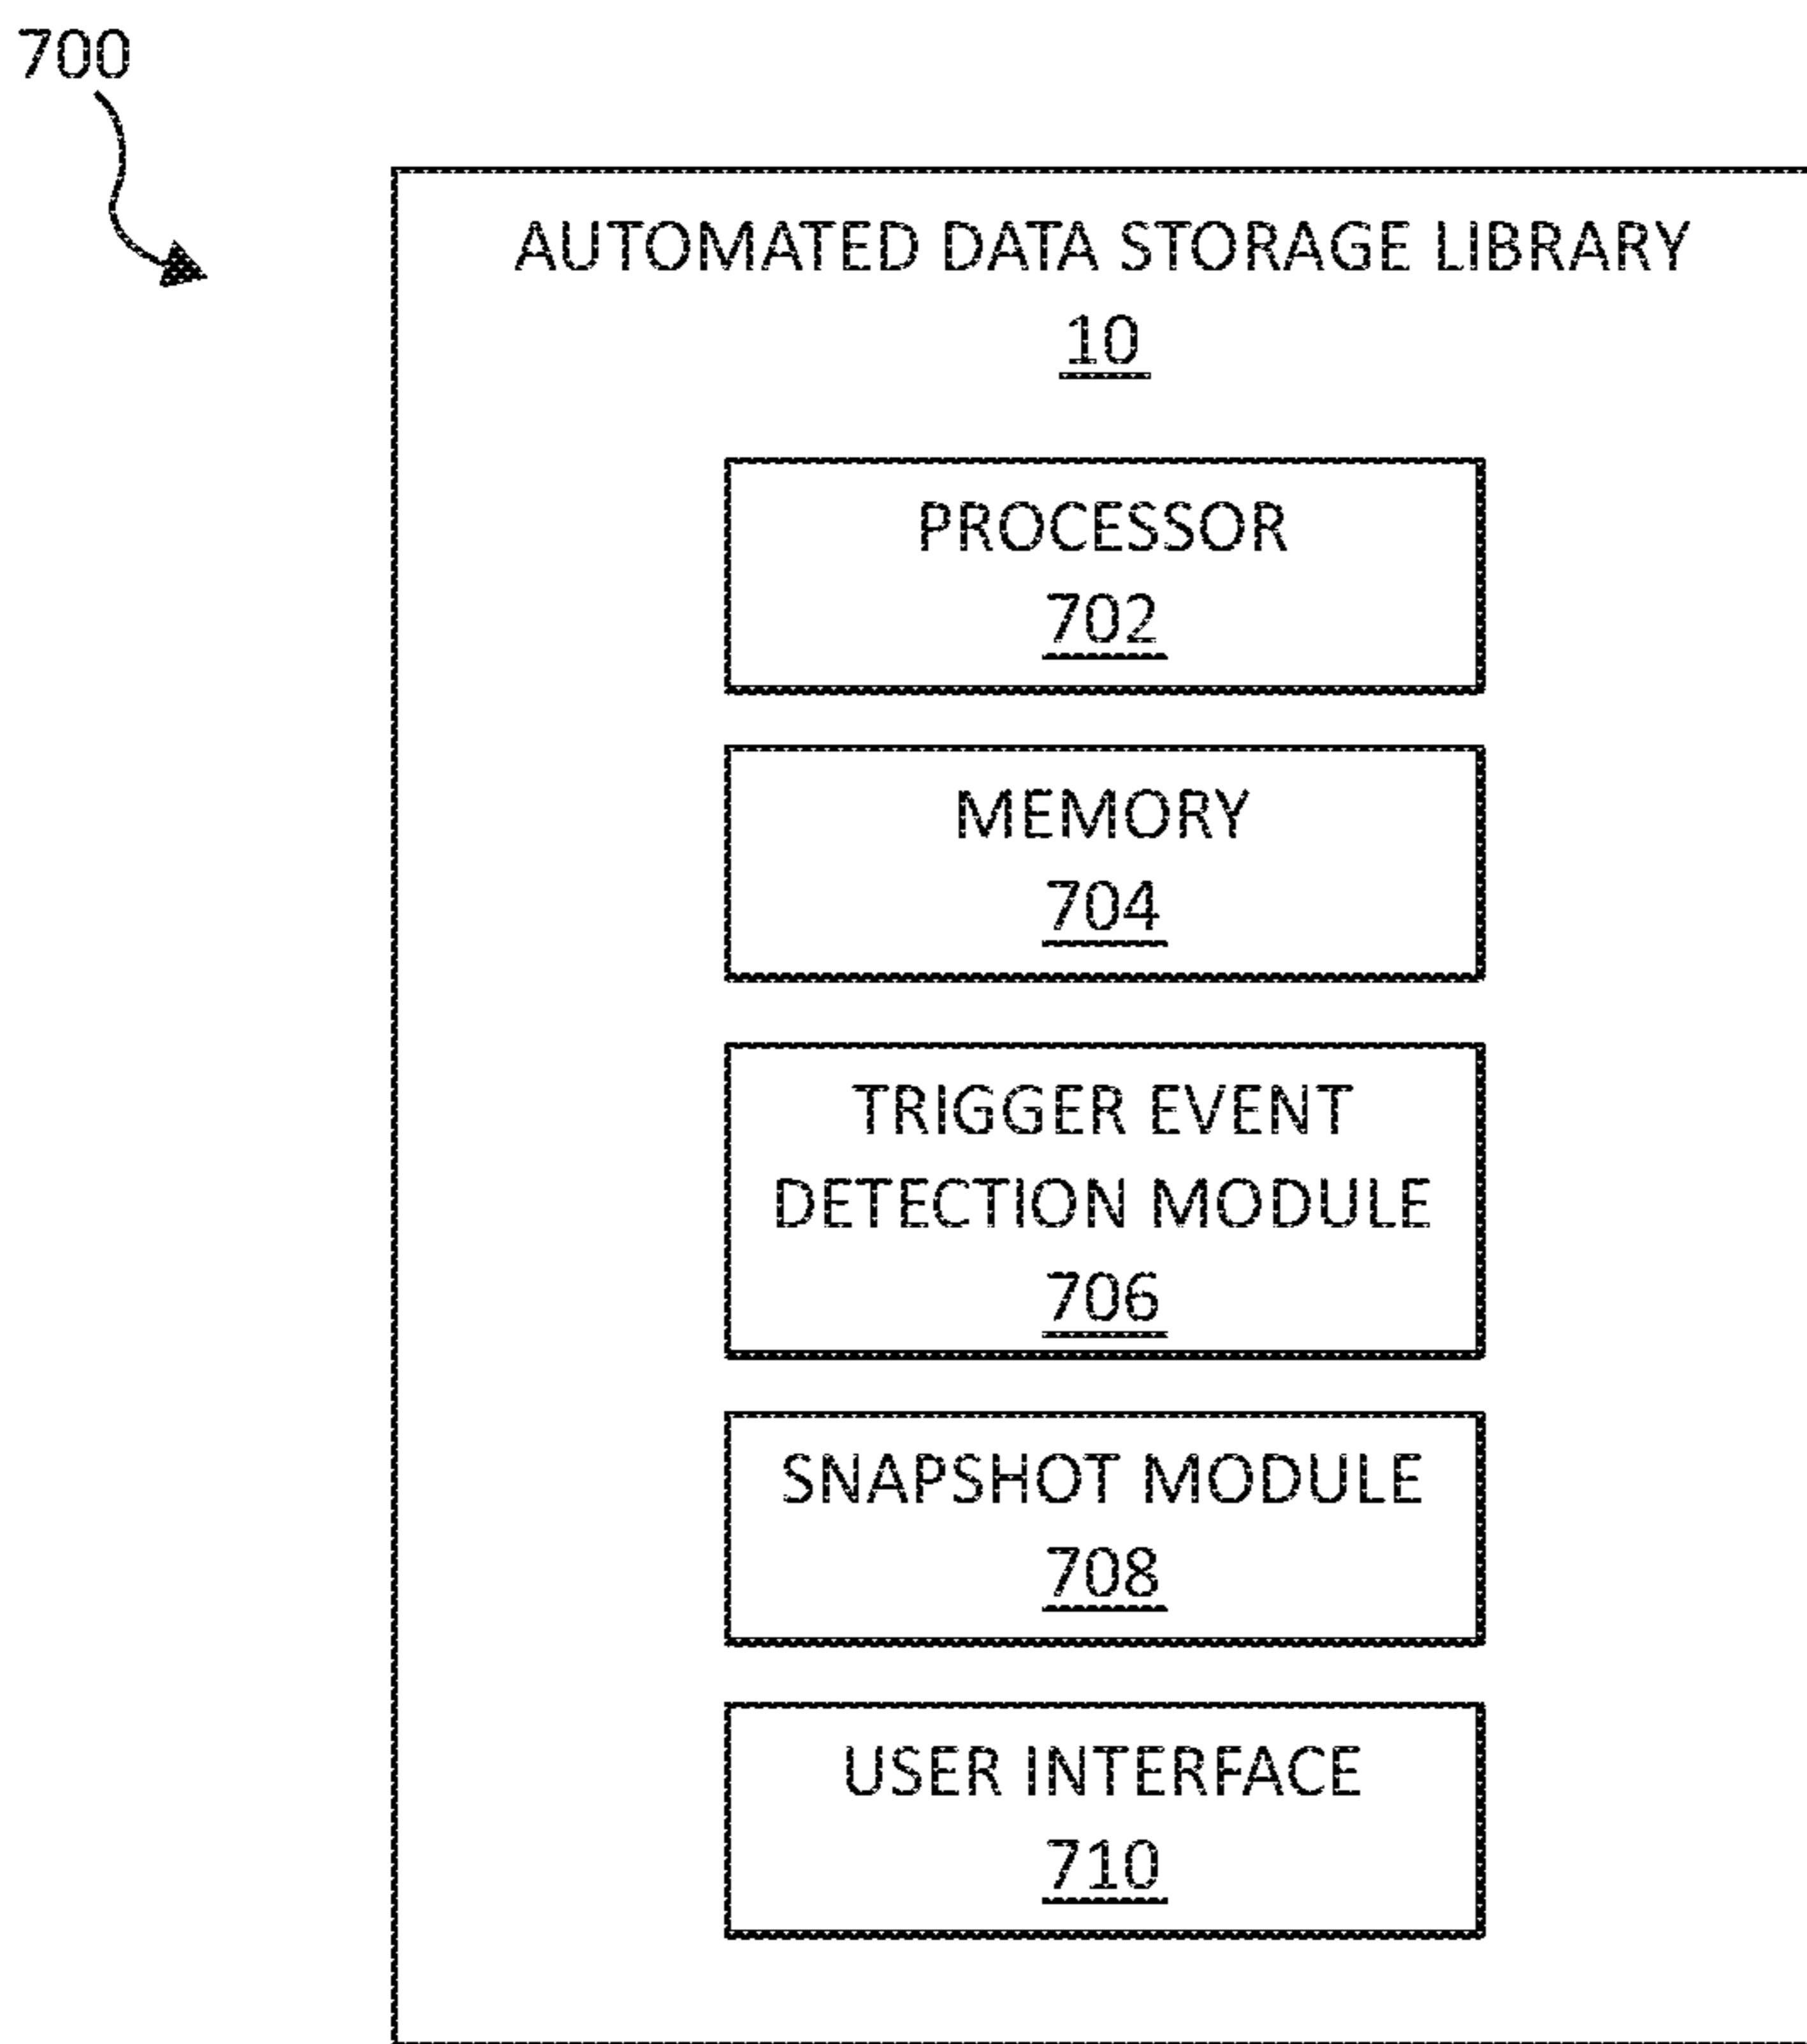 700
AUTOMATED DATA STORAGE LIBRARY
10
PROCESSOR
702
MEMORY
704
TRIGGER EVENT
DETECTION MODULE
706
SNAPSHOT MODULE
708
USER INTERFACE
710